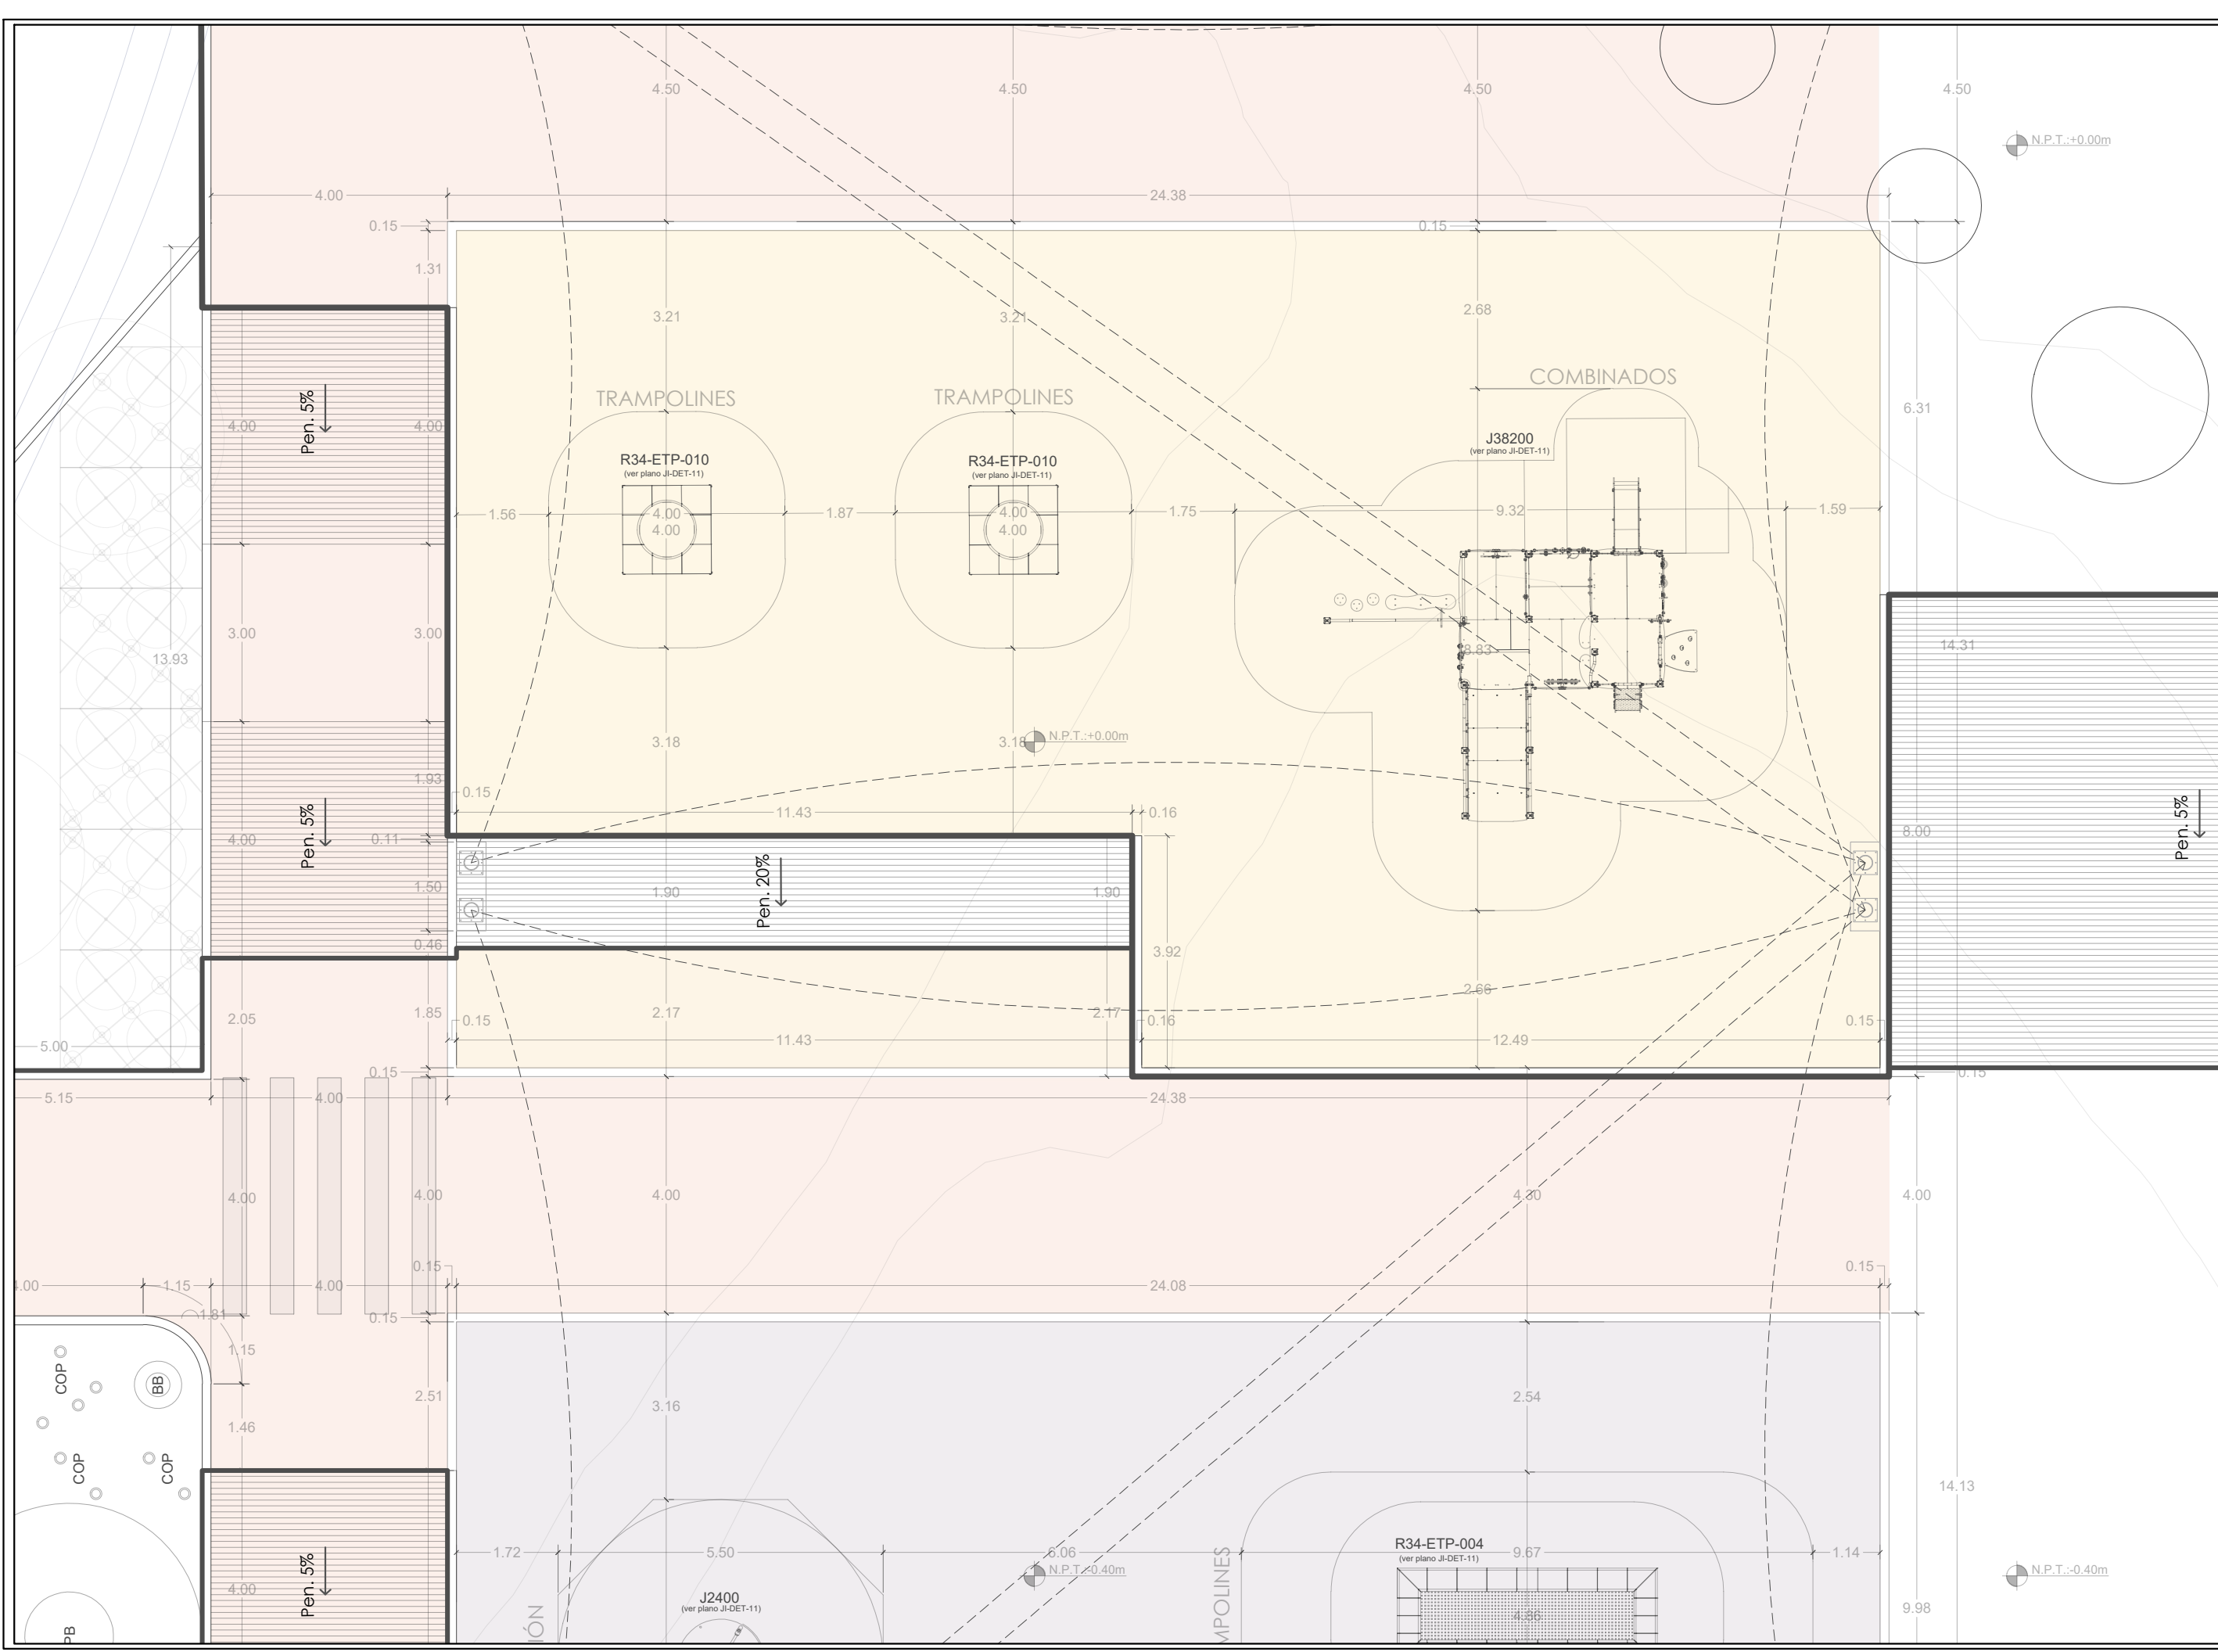 4.50
4.50
4.50
4.50
N.P.T.:+0.00m
4.00
24.38
0.15
0.15
1.31
3.21
3.21
2.68
TRAMPOLINES
TRAMPOLINES
COMBINADOS
6.31
Pen. 5%
4.00
4.00
R34-ETP-010
(ver plano JI-DET-11)
R34-ETP-010
(ver plano JI-DET-11)
J38200
(ver plano JI-DET-11)
1.56
4.00
4.00
1.87
4.00
4.00
1.75
9.32
1.59
3.00
3.00
13.93
8.83
14.31
3.18
3.18
N.P.T.:+0.00m
1.93
0.15
11.43
0.16
Pen. 5%
4.00
0.11
8.00
Pen. 5%
1.50
1.90
Pen. 20%
1.90
0.46
3.92
2.66
2.05
1.85
0.15
2.17
2.17
0.16
0.15
5.00
11.43
12.49
0.15
0.15
5.15
4.00
24.38
4.00
4.00
4.00
4.30
4.00
0.15
0.15
4.00
1.15
4.00
24.08
1.81
0.15
1.15
COP
BB
2.51
2.54
3.16
1.46
COP
COP
14.13
R34-ETP-004
(ver plano JI-DET-11)
1.72
5.50
6.06
9.67
1.14
N.P.T.:-0.40m
N.P.T.:-0.40m
Pen. 5%
4.00
J2400
(ver plano JI-DET-11)
IÓN
MPOLINES
4.86
9.98
PB